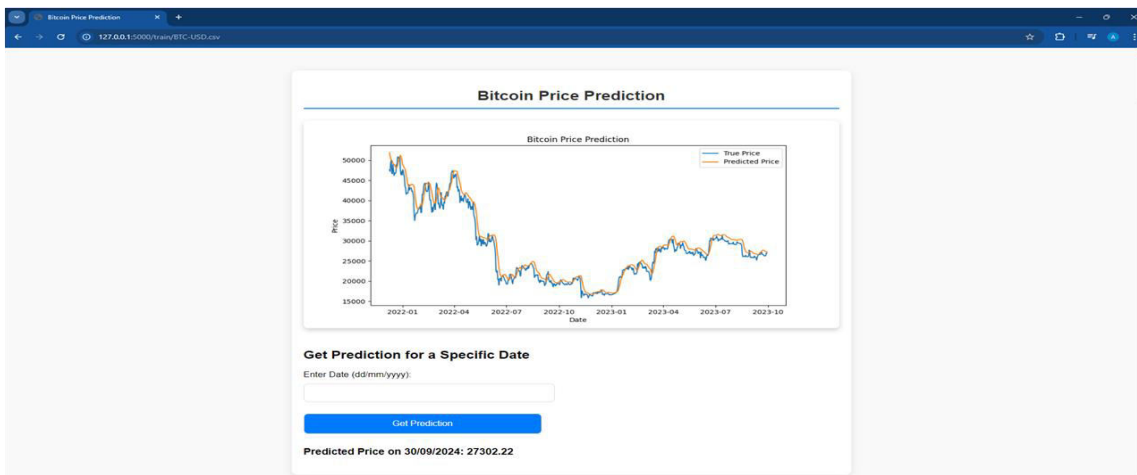 Bitcoin Price Prediction
127.0.0.1:5000/train/BTC-USD.csv
A
Bitcoin Price Prediction
Bitcoin Price Prediction
True Price
Predicted Price
50000
45000
40000
35000
30000
25000
20000
15000
Price
2022-01 2022-04 2022-07 2022-10 2023-01 2023-04 2023-07 2023-10
Date
Get Prediction for a Specific Date
Enter Date (dd/mm/yyyy):
Get Prediction
Predicted Price on 30/09/2024: 27302.22